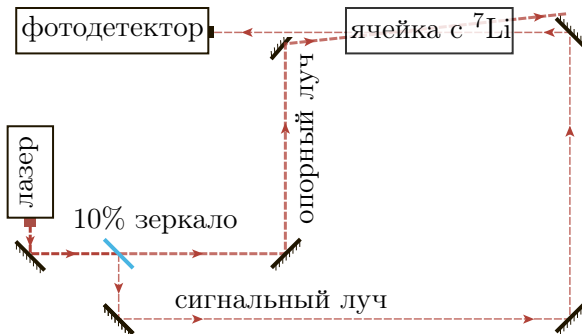 фотодетектор
ячейка с ⁷Li
опорный луч
лазер
10% зеркало
сигнальный луч